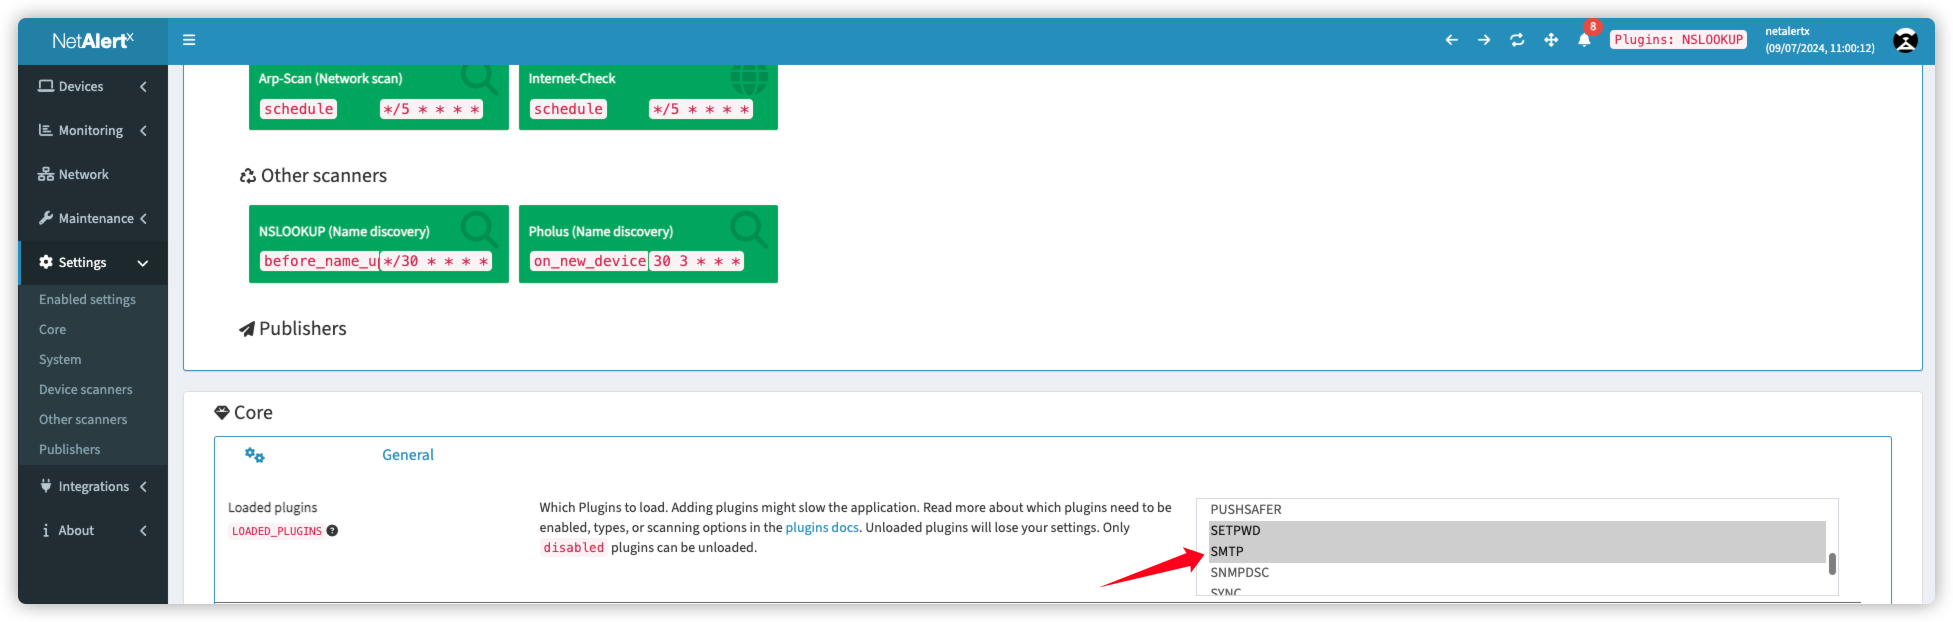 NetAlertx
8
Plugins: NSLOOKUP
netalertx
(09/07/2024, 11:00:12)
Devices
Monitoring
Network
Maintenance
Settings
Enabled settings
Core
System
Device scanners
Other scanners
Publishers
Integrations
About
Arp-Scan (Network scan)
schedule */5 * * * *
Internet-Check
schedule */5 * * * *
Other scanners
NSLOOKUP (Name discovery)
before_name_u */30 * * * *
Pholus (Name discovery)
on_new_device 30 3 * * *
Publishers
Core
General
Loaded plugins
LOADED_PLUGINS ?
Which Plugins to load. Adding plugins might slow the application. Read more about which plugins need to be
enabled, types, or scanning options in the plugins docs. Unloaded plugins will lose your settings. Only
disabled plugins can be unloaded.
PUSHSAFER
SETPWD
SMTP
SNMPDSC
SYNC